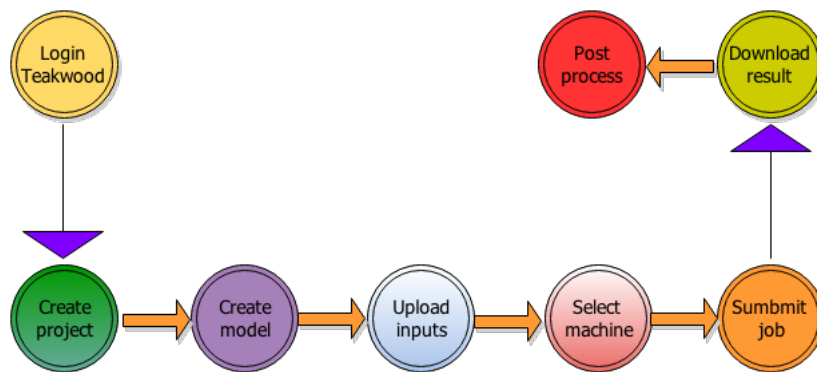 Login
Teakwood
Post
process
Download
result
Create
project
Create
model
Upload
inputs
Select
machine
Sumbmit
job